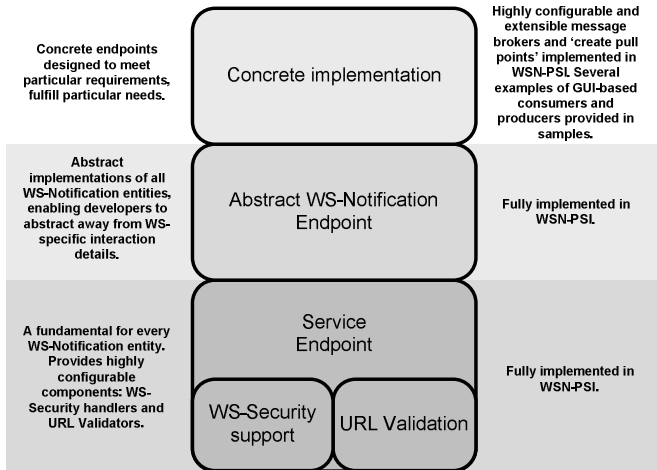 Concrete endpoints
designed to meet
particular requirements,
fulfill particular needs.
Concrete implementation
Highly configurable and
extensible message
brokers and ‘create pull
points’ implemented in
WSN-PSI. Several
examples of GUI-based
consumers and
producers provided in
samples.
Abstract
implementations of all
WS-Notification entities,
enabling developers to
abstract away from WS-
specific interaction
details.
Abstract WS-Notification
Endpoint
Fully implemented in
WSN-PSI.
A fundamental for every
WS-Notification entity.
Provides highly
configurable
components: WS-
Security handlers and
URL Validators.
Service
Endpoint
WS-Security
support
URL Validation
Fully implemented in
WSN-PSI.